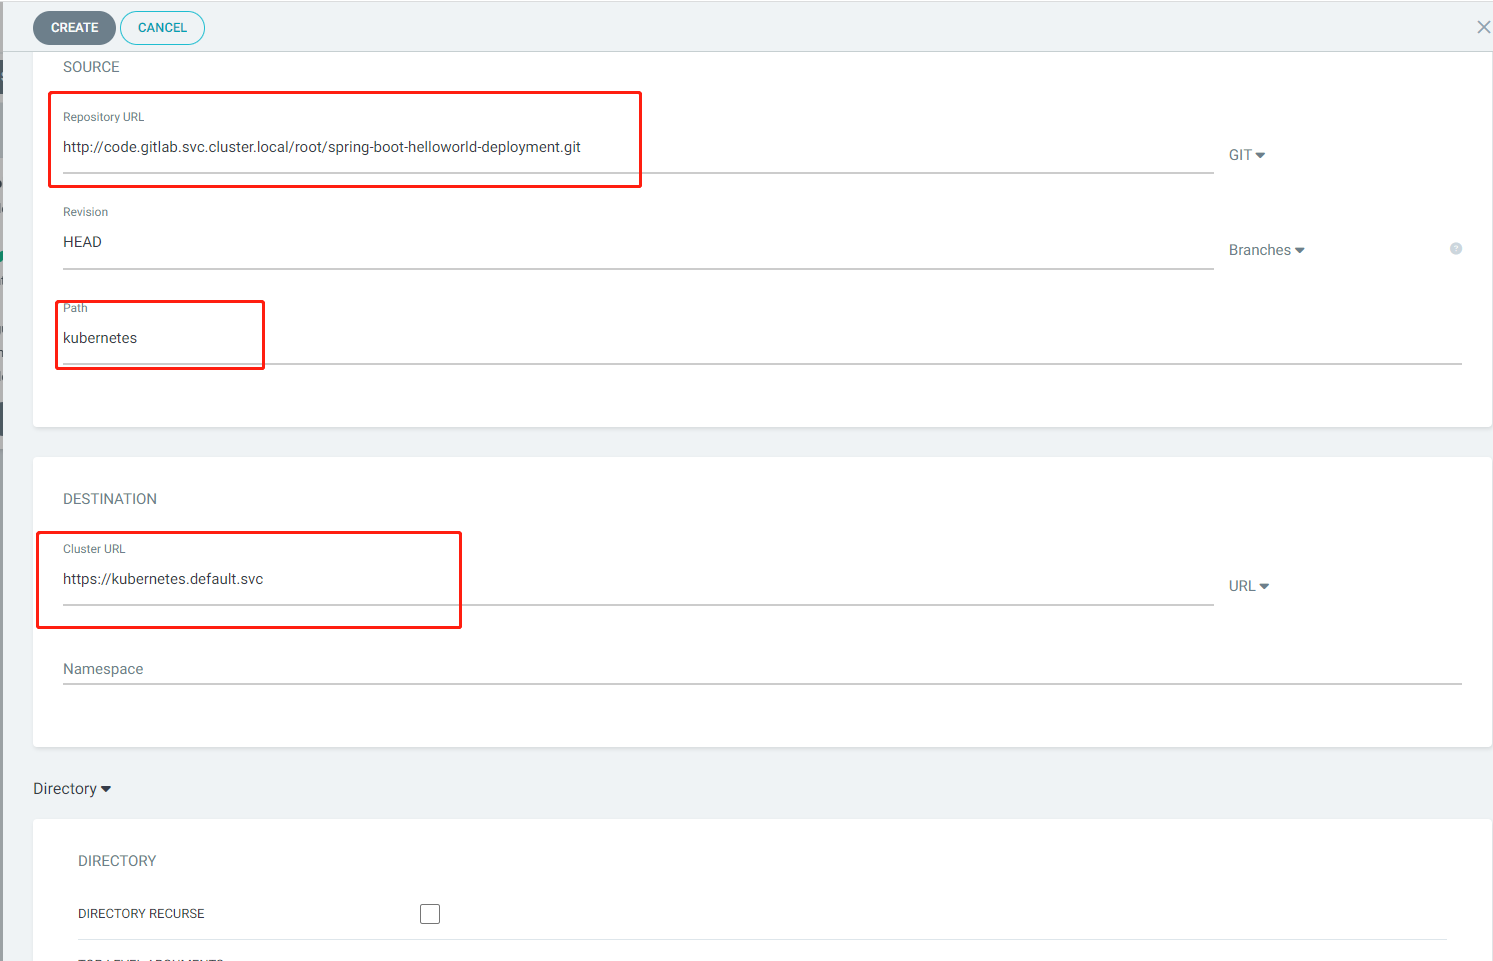 CREATE
CANCEL
SOURCE
Repository URL
http://code.gitlab.svc.cluster.local/root/spring-boot-helloworld-deployment.git
GIT
Revision
HEAD
Branches
?
Path
kubernetes
DESTINATION
Cluster URL
https://kubernetes.default.svc
URL
Namespace
Directory
DIRECTORY
DIRECTORY RECURSE